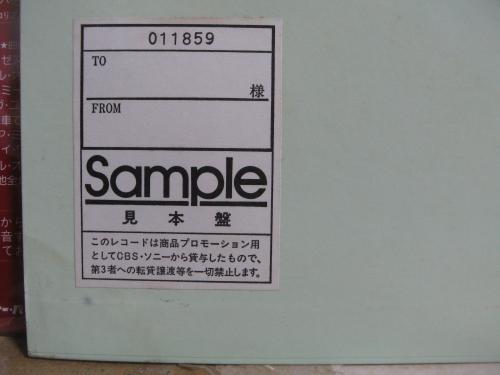 011859
TO
様
FROM
Sample
見本盤
このレコードは商品プロモーション用
としてCBS・ソニーから貸与したもので、
第3者への転貸譲渡等を一切禁止します。